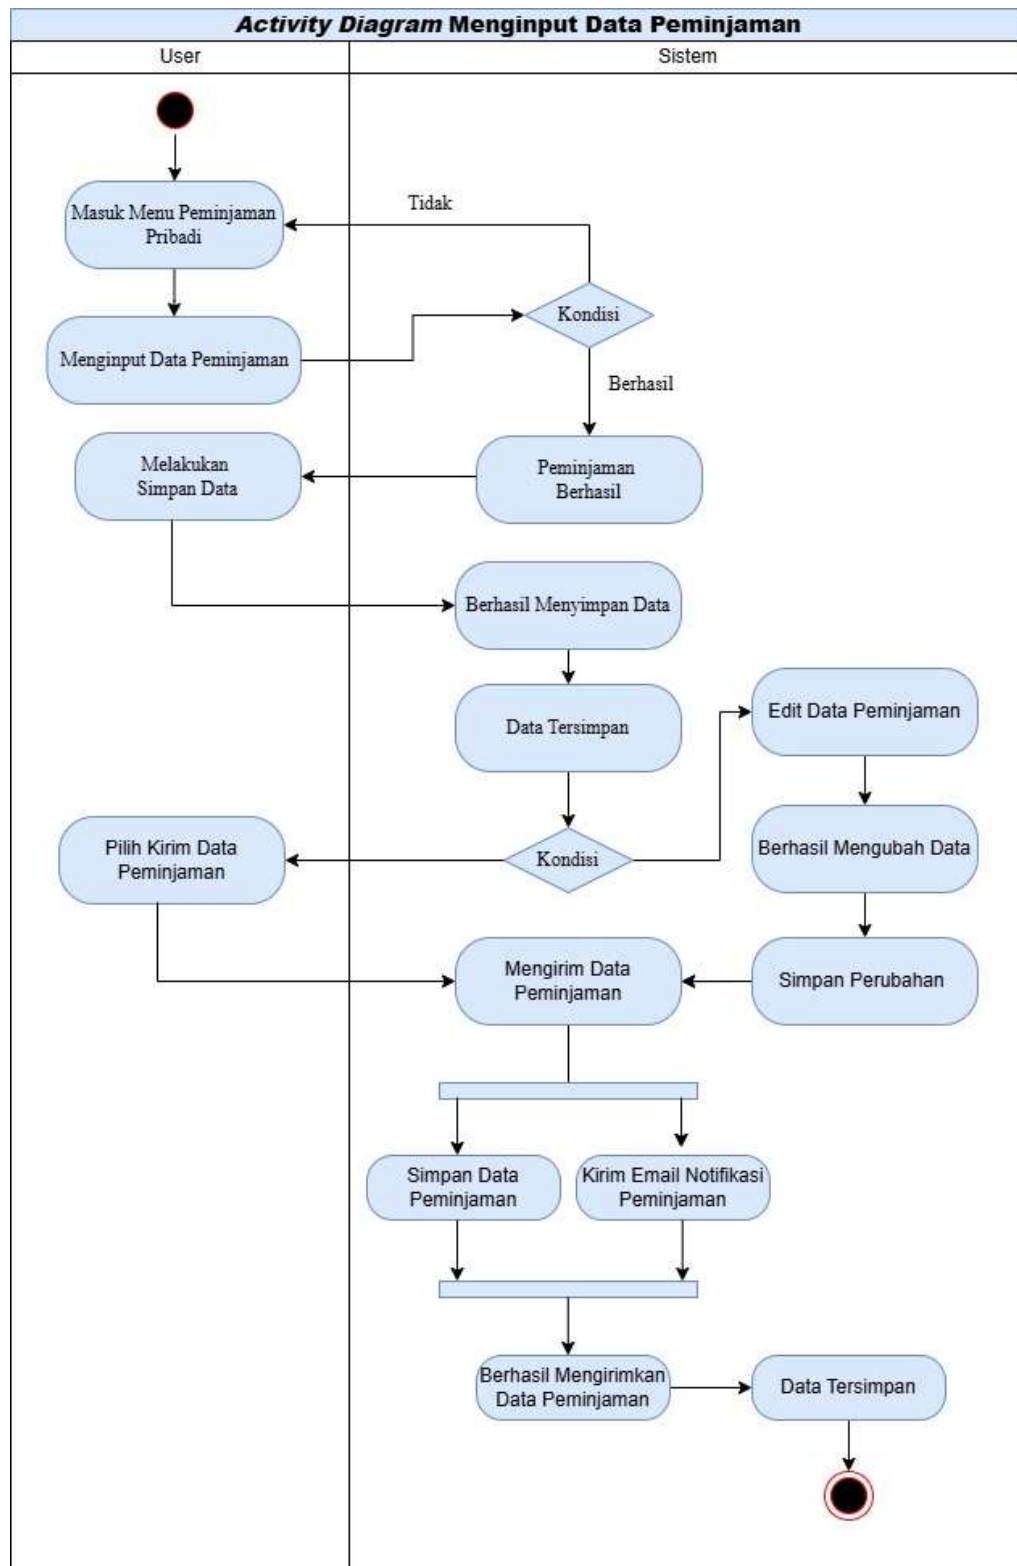 Activity Diagram Menginput Data Peminjaman
User
Sistem
Masuk Menu Peminjaman
Pribadi
Tidak
Kondisi
Menginput Data Peminjaman
Berhasil
Melakukan
Simpan Data
Peminjaman
Berhasil
Berhasil Menyimpan Data
Data Tersimpan
Edit Data Peminjaman
Pilih Kirim Data
Peminjaman
Kondisi
Berhasil Mengubah Data
Mengirim Data
Peminjaman
Simpan Perubahan
Simpan Data
Peminjaman
Kirim Email Notifikasi
Peminjaman
Berhasil Mengirimkan
Data Peminjaman
Data Tersimpan